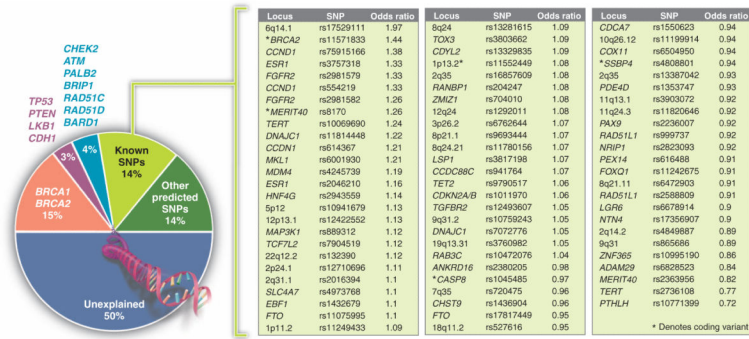 CHEK2
ATM
PALB2
BRIP1
RAD51C
RAD51D
BARD1
TP53
PTEN
LKB1
CDH1
3%
4%
Known
SNPs
14%
Other
predicted
SNPs
14%
BRCA1
BRCA2
15%
Unexplained
50%
Locus SNP Odds ratio
6q14.1 rs17529111 1.97
*BRCA2 rs11571833 1.44
CCND1 rs75915166 1.38
ESR1 rs3757318 1.33
FGFR2 rs2981579 1.33
CCND1 rs554219 1.33
FGFR2 rs2981582 1.26
*MERIT40 rs8170 1.26
TERT rs10069690 1.24
DNAJC1 rs11814448 1.22
CCDN1 rs614367 1.21
MKL1 rs6001930 1.21
MDM4 rs4245739 1.19
ESR1 rs2046210 1.16
HNF4G rs2943559 1.14
5p12 rs10941679 1.13
12p13.1 rs12422552 1.13
MAP3K1 rs889312 1.12
TCF7L2 rs7904519 1.12
22q12.2 rs132390 1.12
2p24.1 rs12710696 1.1
2q31.1 rs2016394 1.1
SLC4A7 rs4973768 1.1
EBF1 rs1432679 1.1
FTO rs11075995 1.1
1p11.2 rs11249433 1.09
Locus SNP Odds ratio
8q24 rs13281615 1.09
TOX3 rs3803662 1.09
CDYL2 rs13329835 1.09
1p13.2* rs11552449 1.08
2q35 rs16857609 1.08
RANBP1 rs204247 1.08
ZMIZ1 rs704010 1.08
12q24 rs1292011 1.08
3p26.2 rs6762644 1.07
8p21.1 rs9693444 1.07
8q24.21 rs11780156 1.07
LSP1 rs3817198 1.07
CCDC88C rs941764 1.07
TET2 rs9790517 1.06
CDKN2A/B rs1011970 1.06
TGFBR2 rs12493607 1.05
9q31.2 rs10759243 1.05
DNAJC1 rs7072776 1.05
19q13.31 rs3760982 1.05
RAB3C rs10472076 1.04
ANKRD16 rs2380205 0.98
*CASP8 rs1045485 0.97
7q35 rs720475 0.96
CHST9 rs1436904 0.96
FTO rs17817449 0.95
18q11.2 rs527616 0.95
Locus SNP Odds ratio
CDCA7 rs1550623 0.94
10q26.12 rs11199914 0.94
COX11 rs6504950 0.94
*SSBP4 rs4808801 0.94
2q35 rs13387042 0.93
PDE4D rs1353747 0.93
11q13.1 rs3903072 0.92
11q24.3 rs11820646 0.92
PAX9 rs2236007 0.92
RAD51L1 rs999737 0.92
NRIP1 rs2823093 0.92
PEX14 rs616488 0.91
FOXQ1 rs11242675 0.91
8q21.11 rs6472903 0.91
RAD51L1 rs2588809 0.91
LGR6 rs6678914 0.9
NTN4 rs17356907 0.9
2q14.2 rs4849887 0.89
9q31 rs865686 0.89
ZNF365 rs10995190 0.86
ADAM29 rs6828523 0.84
MERIT40 rs2363956 0.82
TERT rs2736108 0.77
PTHLH rs10771399 0.72
* Denotes coding variant